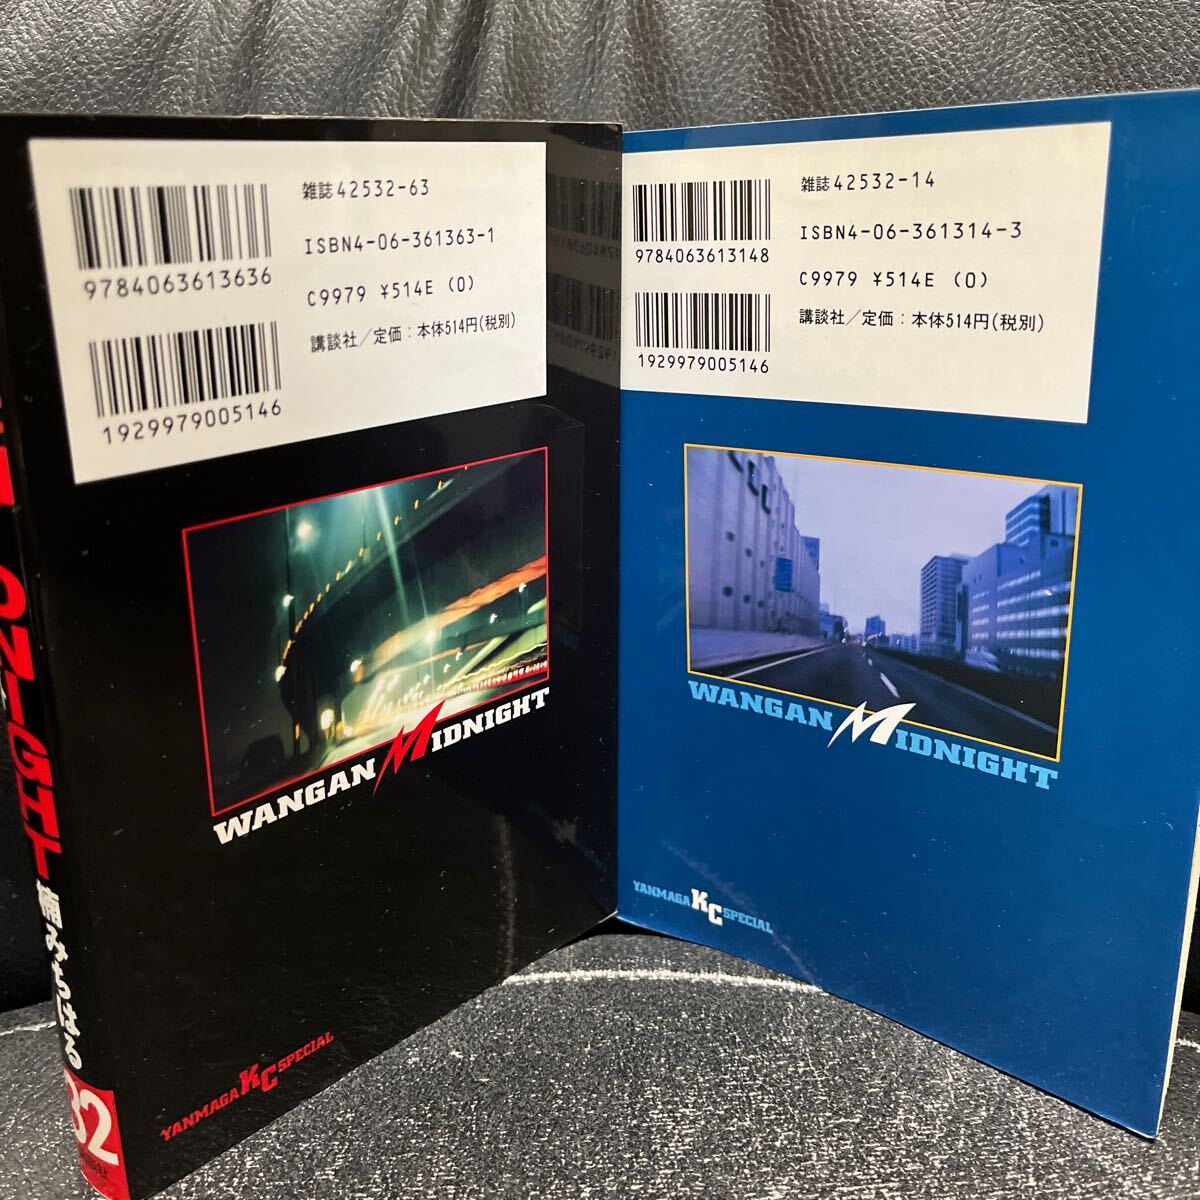 雑誌42532-63
ISBN4-06-361363-1
9784063613636
C9979 ¥514E (0)
講談社/定価:本体514円(税別)
1929979005146
WANGAN MIDNIGHT
YANMAGA KC SPECIAL
楠みちはる
32
雑誌42532-14
ISBN4-06-361314-3
9784063613148
C9979 ¥514E (0)
講談社/定価:本体514円(税別)
1929979005146
WANGAN MIDNIGHT
YANMAGA KC SPECIAL